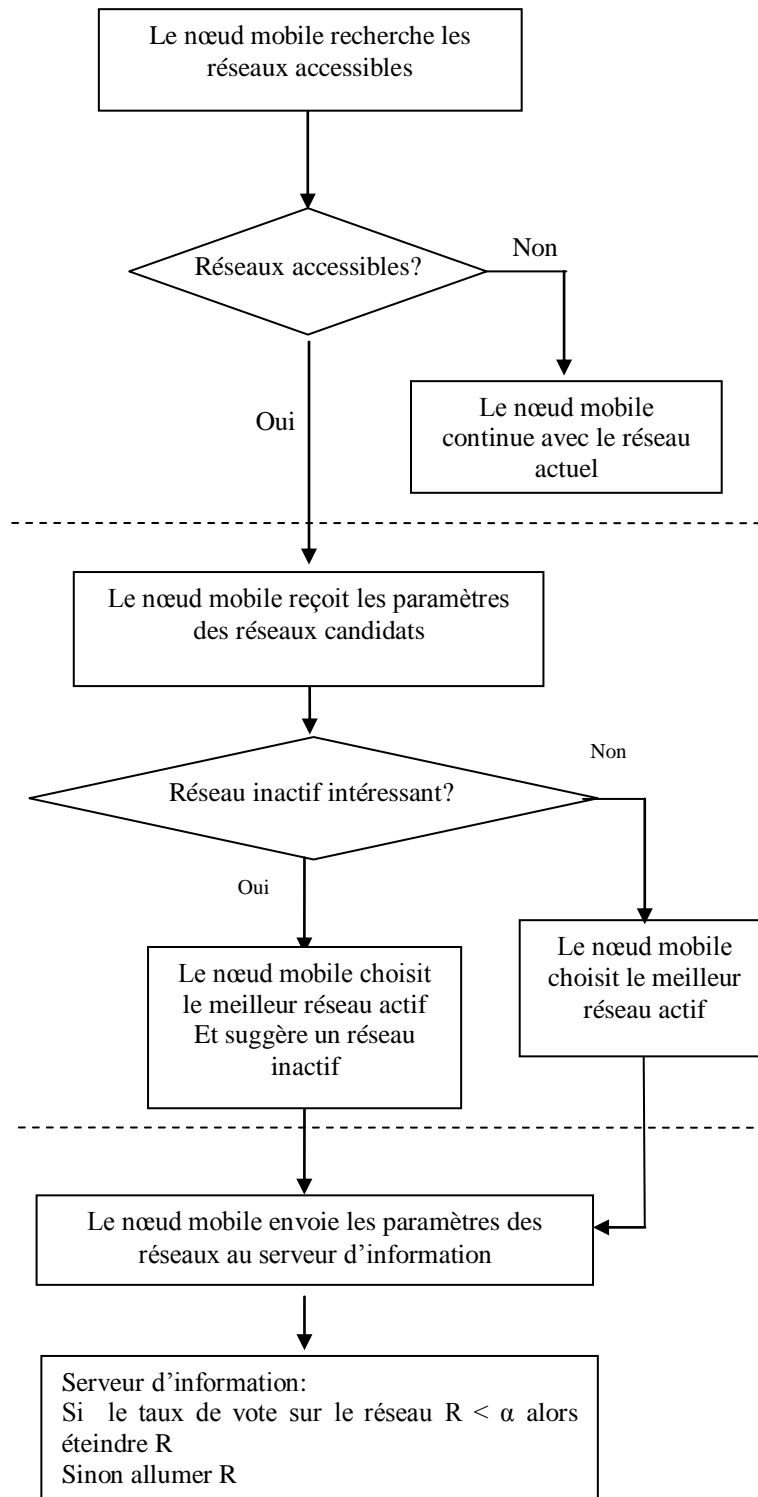 Le nœud mobile recherche les
réseaux accessibles
Réseaux accessibles?
Non
Oui
Le nœud mobile
continue avec le réseau
actuel
Le nœud mobile reçoit les paramètres
des réseaux candidats
Réseau inactif intéressant?
Non
Oui
Le nœud mobile choisit
le meilleur réseau actif
Et suggère un réseau
inactif
Le nœud mobile
choisit le meilleur
réseau actif
Le nœud mobile envoie les paramètres des
réseaux au serveur d’information
Serveur d’information:
Si le taux de vote sur le réseau R < α alors
éteindre R
Sinon allumer R